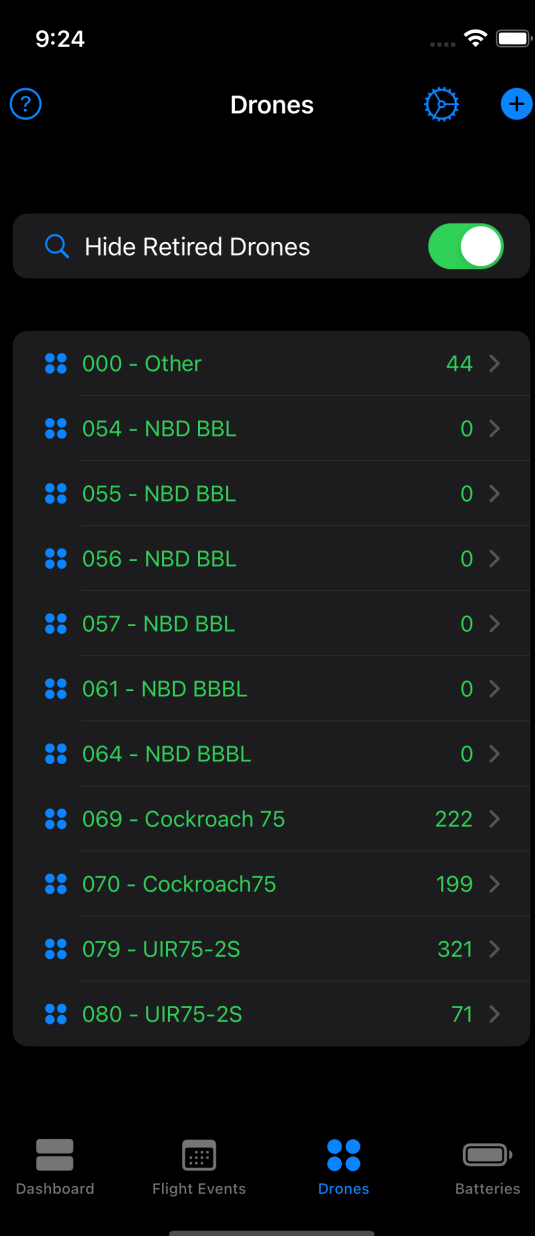 9:24
?
Drones
Hide Retired Drones
000 - Other 44
054 - NBD BBL 0
055 - NBD BBL 0
056 - NBD BBL 0
057 - NBD BBL 0
061 - NBD BBBL 0
064 - NBD BBBL 0
069 - Cockroach 75 222
070 - Cockroach75 199
079 - UIR75-2S 321
080 - UIR75-2S 71
Dashboard Flight Events Drones Batteries